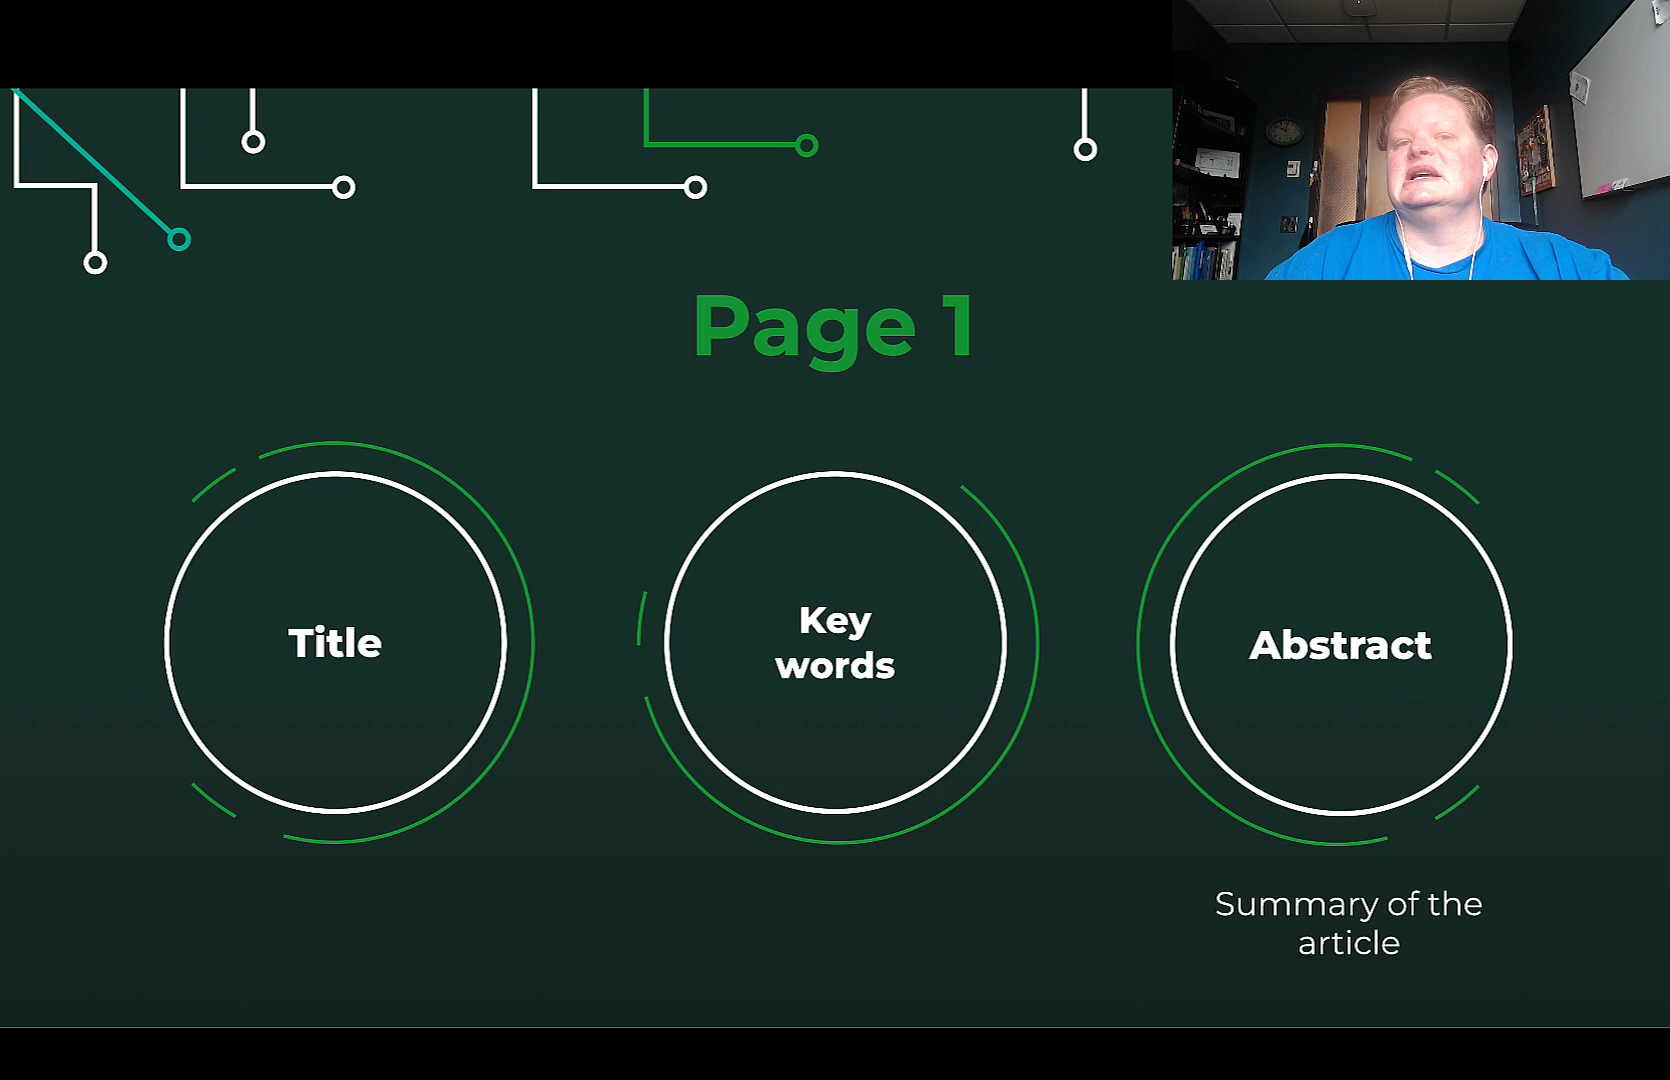 Page 1
Title
Key
words
Abstract
Summary of the
article